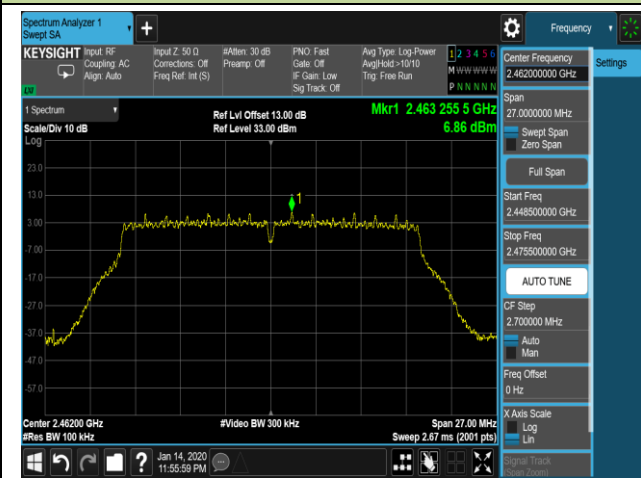 Spectrum Analyzer 1
Swept SA
+
Frequency
KEYSIGHT
Input: RF
Coupling: AC
Align: Auto
Input Z: 50 Ω
Corrections: Off
Freq Ref: Int (S)
#Atten: 30 dB
Preamp: Off
PNO: Fast
Gate: Off
IF Gain: Low
Sig Track: Off
Avg Type: Log-Power
Avg|Hold:>10/10
Trig: Free Run
1 2 3 4 5 6
M W W W W W
P N N N N N
LXI
Center Frequency
2.462000000 GHz
Settings
Span
27.0000000 MHz
Swept Span
Zero Span
Full Span
Start Freq
2.448500000 GHz
Stop Freq
2.475500000 GHz
AUTO TUNE
CF Step
2.700000 MHz
Auto
Man
Freq Offset
0 Hz
X Axis Scale
Log
Lin
Signal Track
(Span Zoom)
1 Spectrum
Scale/Div 10 dB
Log
Ref Lvl Offset 13.00 dB
Ref Level 33.00 dBm
Mkr1 2.463 255 5 GHz
6.86 dBm
23.0
13.0
3.00
-7.00
-17.0
-27.0
-37.0
-47.0
-57.0
1
Center 2.46200 GHz
#Res BW 100 kHz
#Video BW 300 kHz
Span 27.00 MHz
Sweep 2.67 ms (2001 pts)
?
Jan 14, 2020
11:55:59 PM